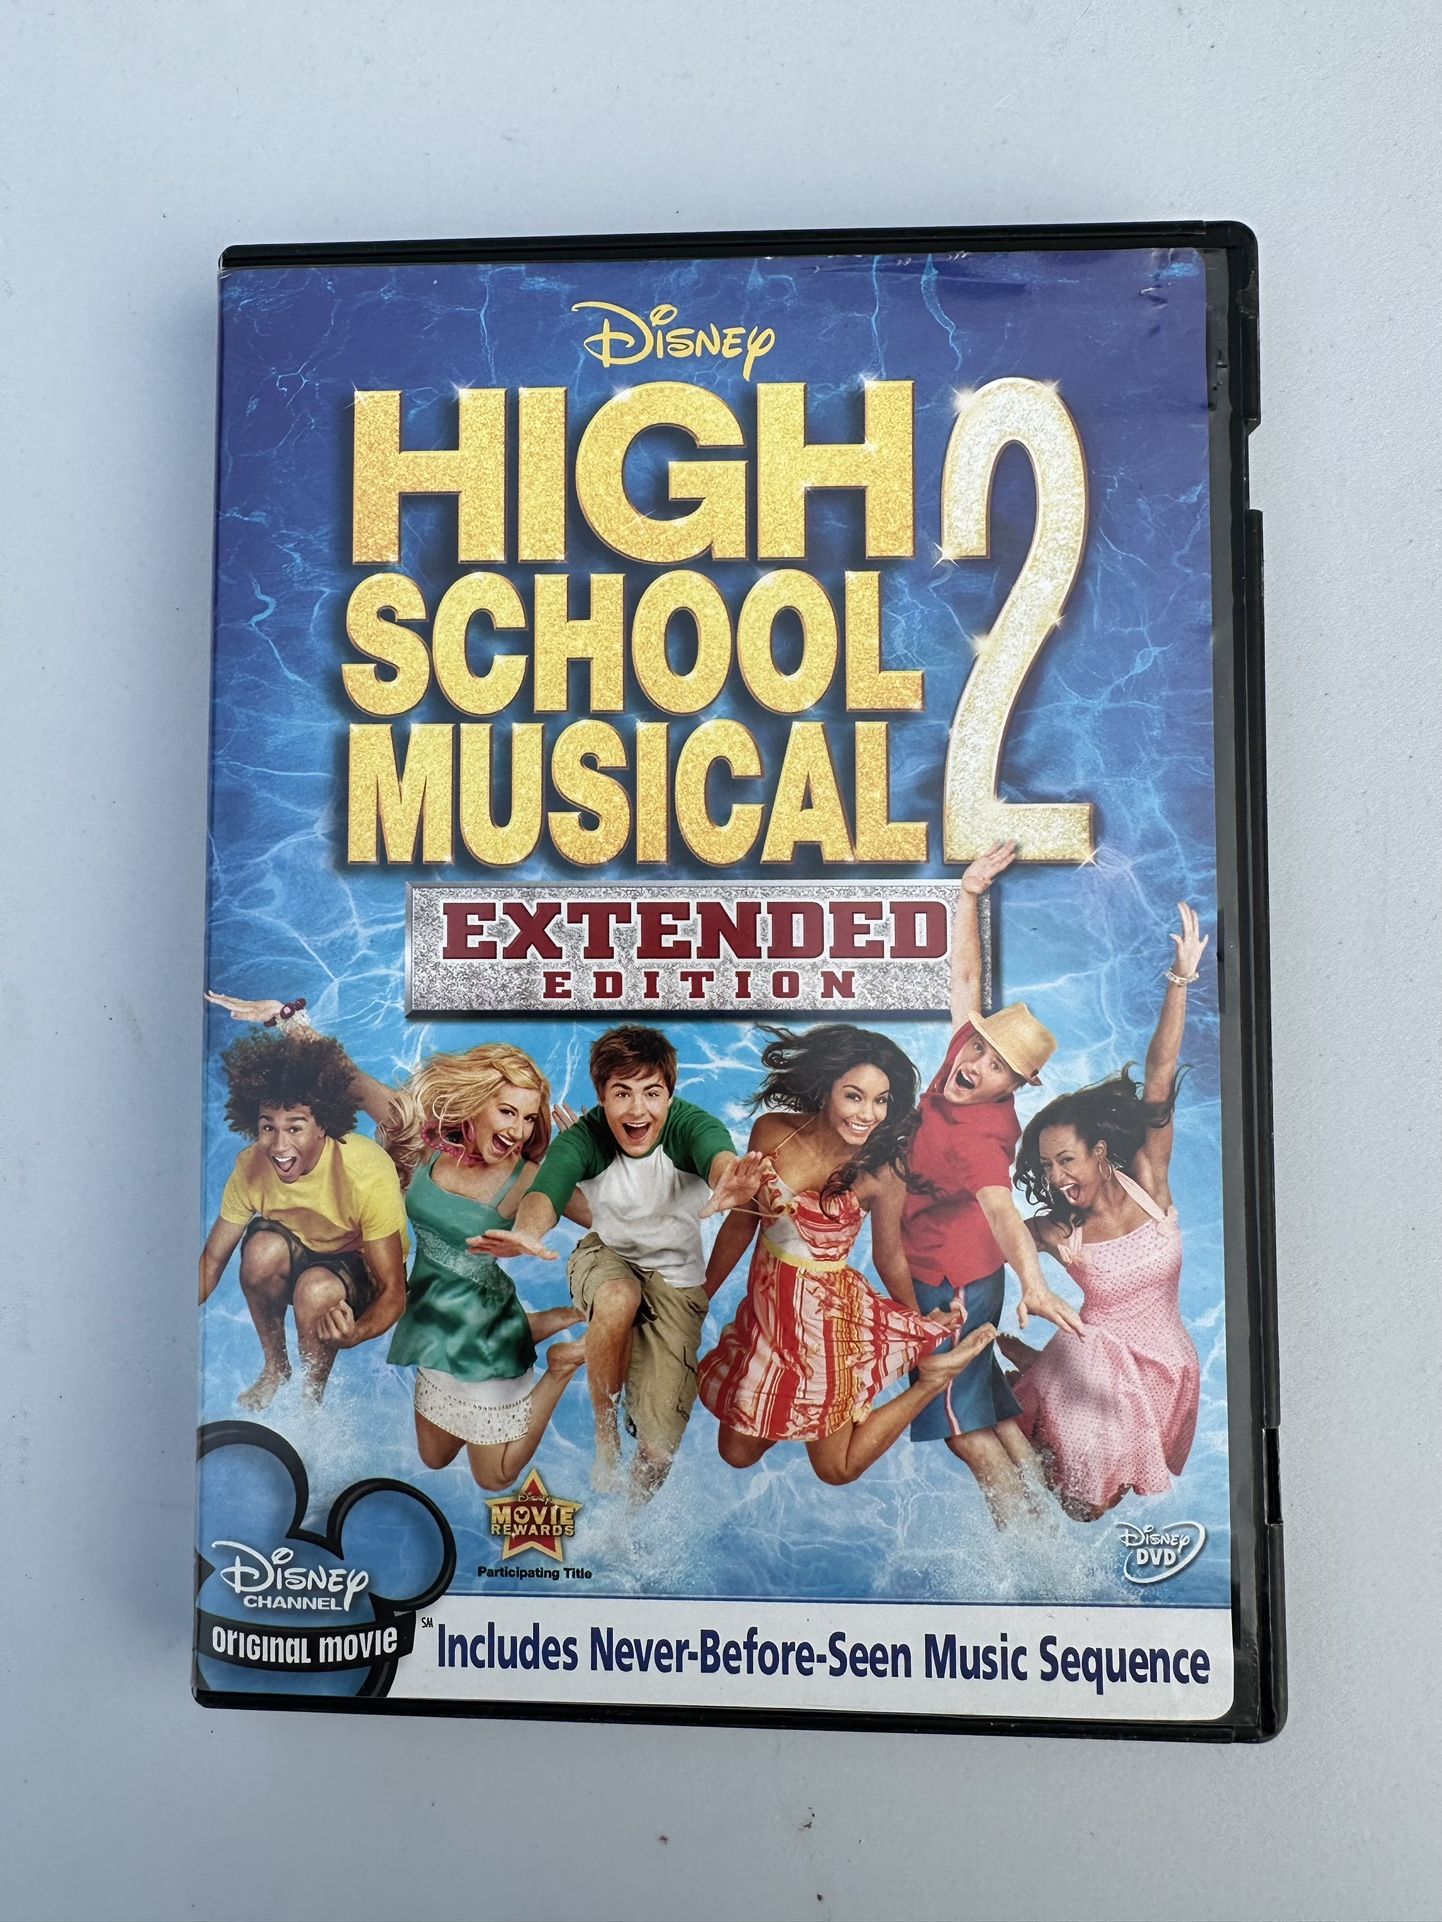 Disney
HIGH
SCHOOL
MUSICAL 2
EXTENDED
EDITION
Disney
MOVIE
REWARDS
Participating Title
Disney
DVD
Disney
CHANNEL
original movie
SM
Includes Never-Before-Seen Music Sequence